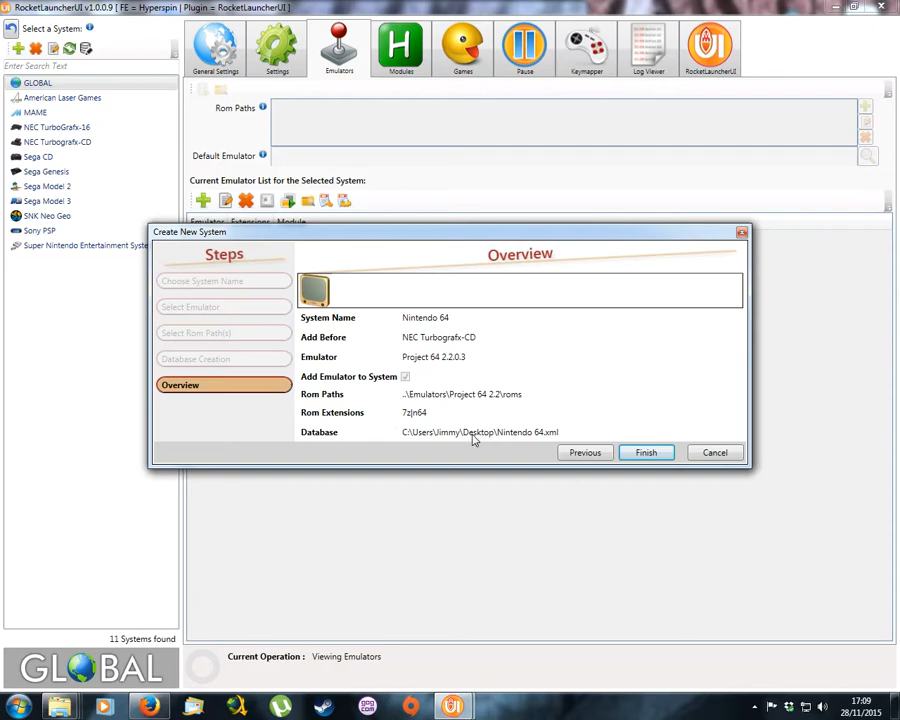 RocketLauncherUI v1.0.0.9 [ FE = Hyperspin | Plugin = RocketLauncherUI ]
Select a System:
Enter Search Text
GLOBAL
American Laser Games
MAME
NEC TurboGrafx-16
NEC Turbografx-CD
Sega CD
Sega Genesis
Sega Model 2
Sega Model 3
SNK Neo Geo
Sony PSP
Super Nintendo Entertainment Syste
11 Systems found
GLOBAL
General Settings
Settings
Emulators
Modules
Games
Pause
Keymapper
Log Viewer
RocketLauncherUI
Rom Paths
Default Emulator
Current Emulator List for the Selected System:
Emulator Extensions Module
Create New System
Steps
Choose System Name
Select Emulator
Select Rom Path(s)
Database Creation
Overview
Overview
System Name Nintendo 64
Add Before NEC Turbografx-CD
Emulator Project 64 2.2.0.3
Add Emulator to System
Rom Paths ..\Emulators\Project 64 2.2\roms
Rom Extensions 7z|n64
Database C:\Users\Jimmy\Desktop\Nintendo 64.xml
Previous Finish Cancel
Current Operation : Viewing Emulators
17:09
28/11/2015